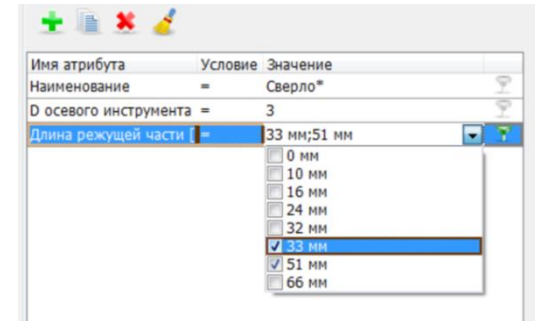 Имя атрибута Условие Значение
Наименование = Сверло*
D осевого инструмента = 3
Длина режущей части [ = 33 мм;51 мм
0 мм
10 мм
16 мм
24 мм
32 мм
33 мм
51 мм
66 мм